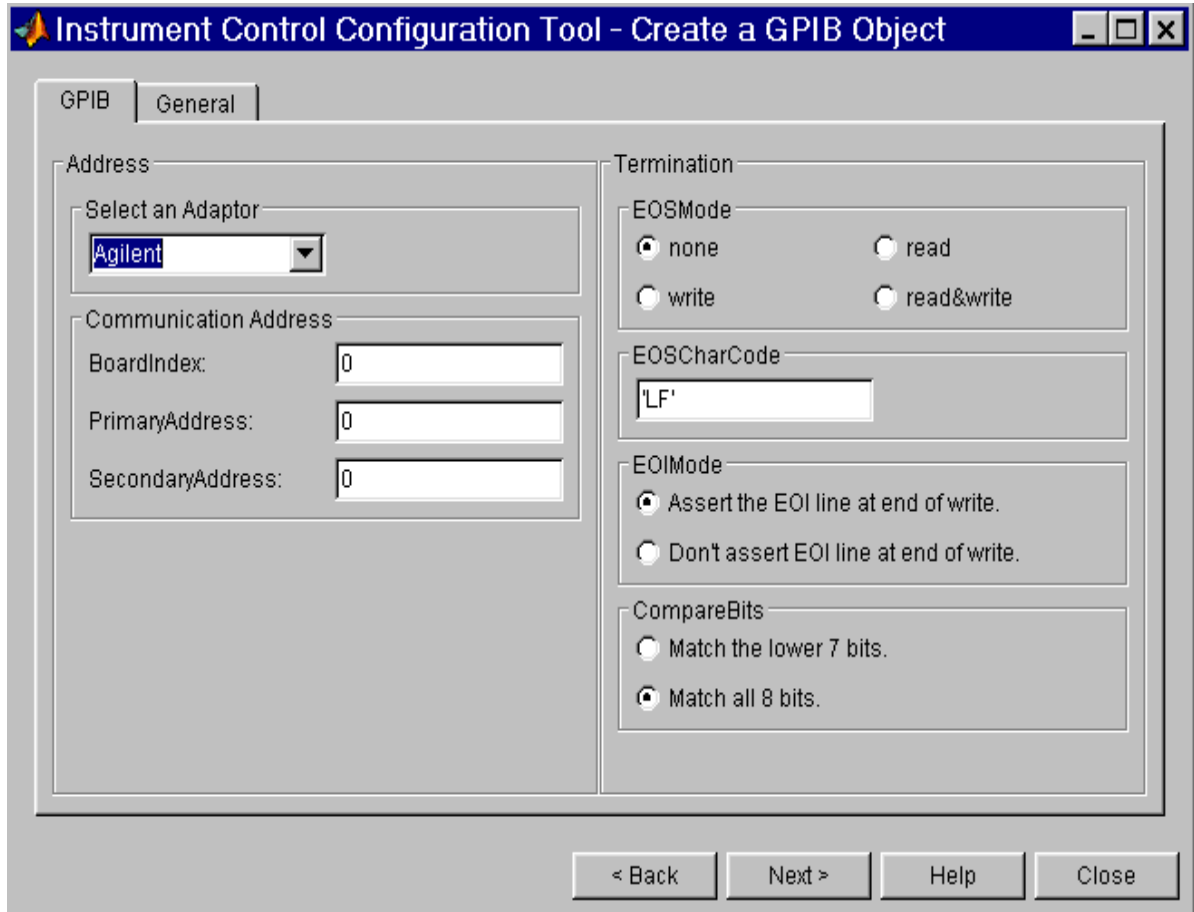 Instrument Control Configuration Tool - Create a GPIB Object
GPIB
General
Address
Select an Adaptor
Agilent
Communication Address
BoardIndex:
0
PrimaryAddress:
0
SecondaryAddress:
0
Termination
EOSMode
none
read
write
read&write
EOSCharCode
'LF'
EOIMode
Assert the EOI line at end of write.
Don't assert EOI line at end of write.
CompareBits
Match the lower 7 bits.
Match all 8 bits.
< Back
Next >
Help
Close